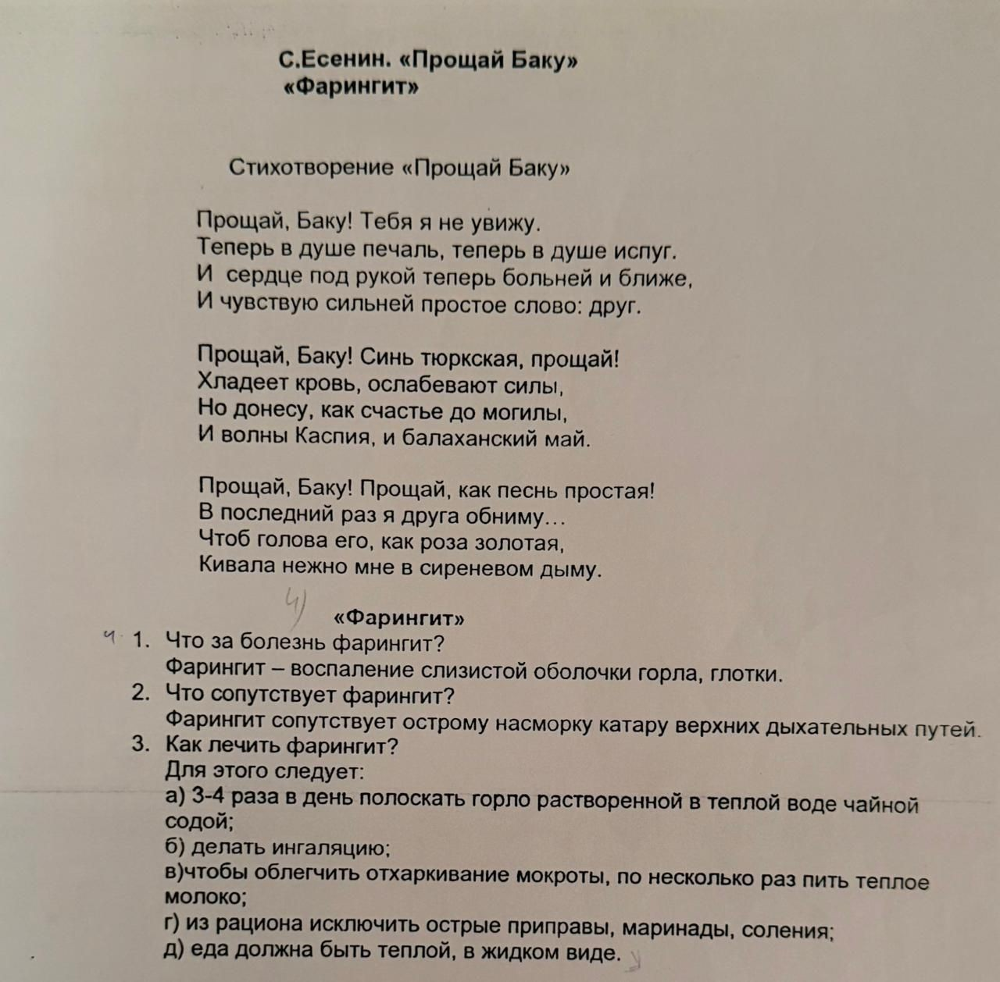 С.Есенин. «Прощай Баку»
«Фарингит»
Стихотворение «Прощай Баку»
Прощай, Баку! Тебя я не увижу.
Теперь в душе печаль, теперь в душе испуг.
И сердце под рукой теперь больней и ближе,
И чувствую сильней простое слово: друг.
Прощай, Баку! Синь тюркская, прощай!
Хладеет кровь, ослабевают силы,
Но донесу, как счастье до могилы,
И волны Каспия, и балаханский май.
Прощай, Баку! Прощай, как песнь простая!
В последний раз я друга обниму...
Чтоб голова его, как роза золотая,
Кивала нежно мне в сиреневом дыму.
4)
«Фарингит»
1. Что за болезнь фарингит?
Фарингит – воспаление слизистой оболочки горла, глотки.
2. Что сопутствует фарингит?
Фарингит сопутствует острому насморку катару верхних дыхательных путей.
3. Как лечить фарингит?
Для этого следует:
а) 3-4 раза в день полоскать горло растворенной в теплой воде чайной
содой;
б) делать ингаляцию;
в)чтобы облегчить отхаркивание мокроты, по несколько раз пить теплое
молоко;
г) из рациона исключить острые приправы, маринады, соления;
д) еда должна быть теплой, в жидком виде.